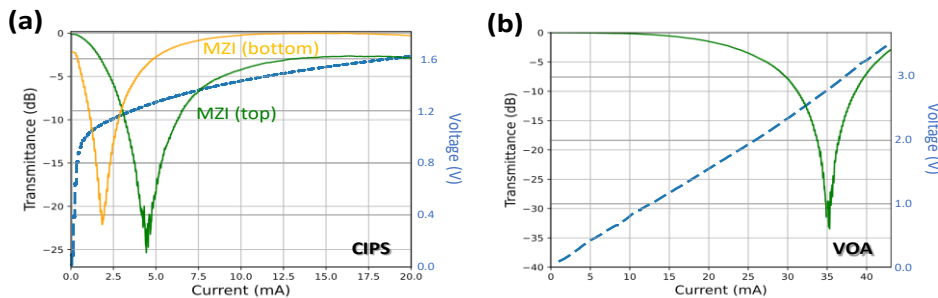 (a)
0
−5
−10
−15
−20
−25
Transmittance (dB)
MZI (bottom)
MZI (top)
CIPS
1.6
1.2
0.8
0.4
0.0
Voltage (V)
0.0 2.5 5.0 7.5 10.0 12.5 15.0 17.5 20.0
Current (mA)
(b)
0
−5
−10
−15
−20
−25
−30
−35
−40
Transmittance (dB)
VOA
3.0
2.0
1.0
0.0
Voltage (V)
0 5 10 15 20 25 30 35 40
Current (mA)